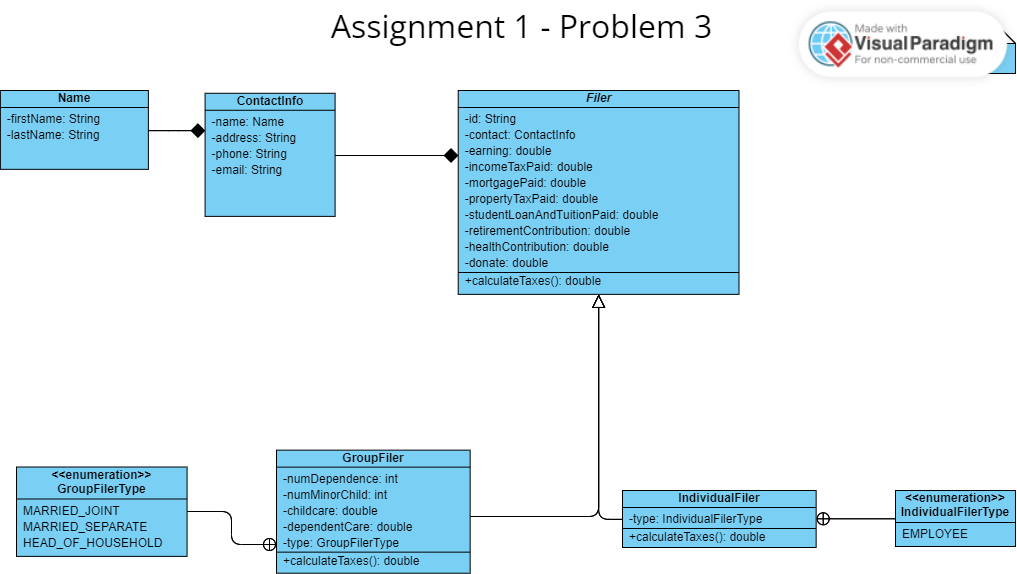 Assignment 1 - Problem 3
Made with
VisualParadigm
For non-commercial use
Name
-firstName: String
-lastName: String
ContactInfo
-name: Name
-address: String
-phone: String
-email: String
Filer
-id: String
-contact: ContactInfo
-earning: double
-incomeTaxPaid: double
-mortgagePaid: double
-propertyTaxPaid: double
-studentLoanAndTuitionPaid: double
-retirementContribution: double
-healthContribution: double
-donate: double
+calculateTaxes(): double
<<enumeration>>
GroupFilerType
MARRIED_JOINT
MARRIED_SEPARATE
HEAD_OF_HOUSEHOLD
GroupFiler
-numDependence: int
-numMinorChild: int
-childcare: double
-dependentCare: double
-type: GroupFilerType
+calculateTaxes(): double
IndividualFiler
-type: IndividualFilerType
+calculateTaxes(): double
<<enumeration>>
IndividualFilerType
EMPLOYEE